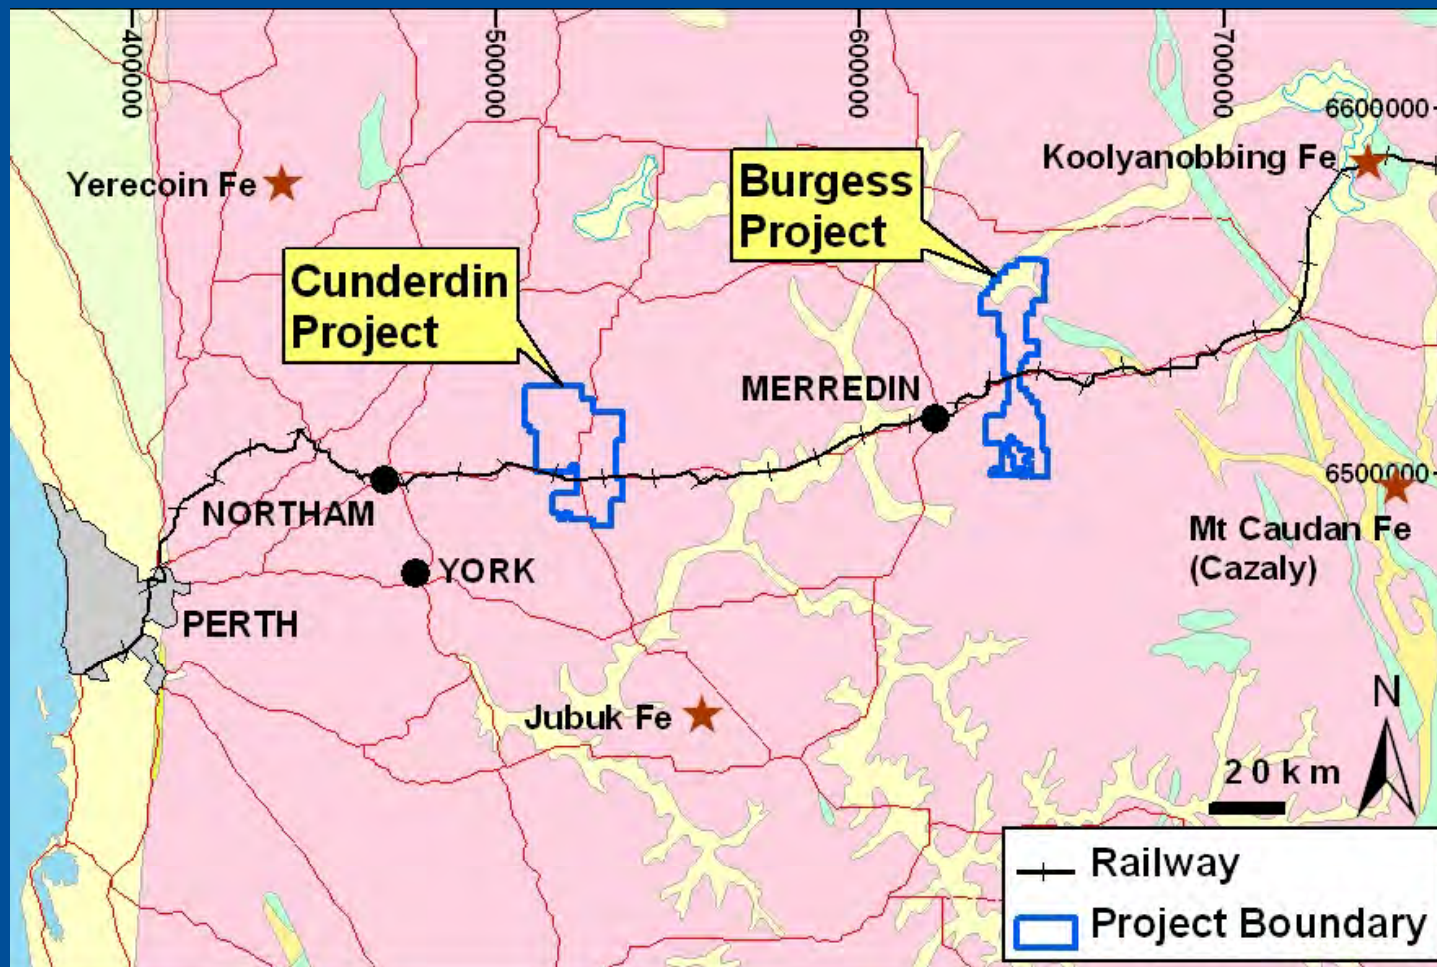 400000
500000
600000
700000
6600000
Koolyanobbing Fe
Yerecoin Fe
Burgess
Project
Cunderdin
Project
MERREDIN
6500000
NORTHAM
Mt Caudan Fe
(Cazaly)
YORK
PERTH
Jubuk Fe
N
20km
Railway
Project Boundary